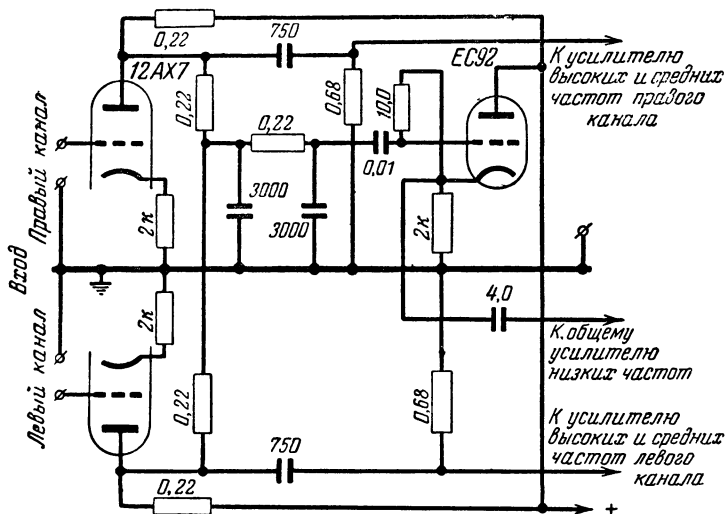 0,22
750
12АХ7
ЕС92
К усилителю
высоких и средних
частот правого
канала
0,22
0,68
10,0
0,22
0,01
Правый канал
3000
3000
2к
2к
Вход
2к
4,0
К общему
усилителю
низких частот
Левый канал
0,22
0,68
К усилителю
высоких и средних
частот левого
канала
750
0,22
+